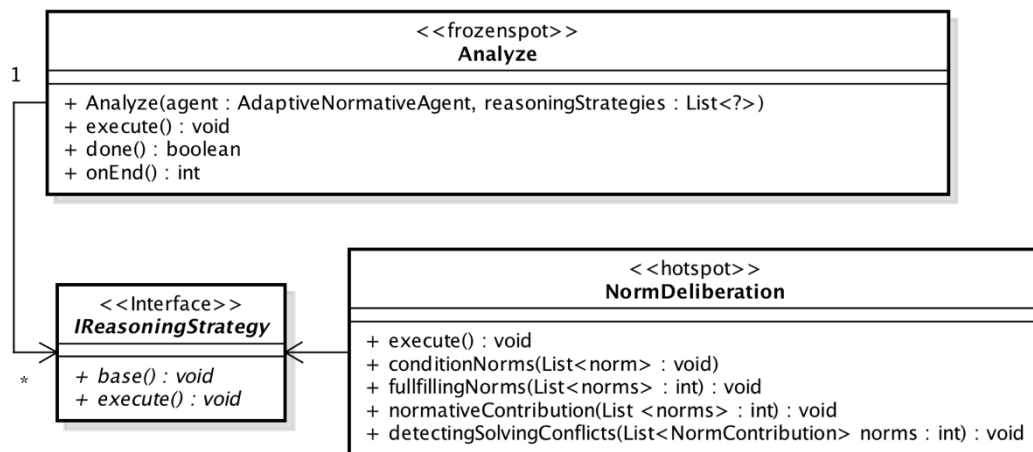 <<frozenspot>>
Analyze
1
+ Analyze(agent : AdaptiveNormativeAgent, reasoningStrategies : List<?>)
+ execute() : void
+ done() : boolean
+ onEnd() : int
<<Interface>>
IReasoningStrategy
*
+ base() : void
+ execute() : void
<<hotspot>>
NormDeliberation
+ execute() : void
+ conditionNorms(List<norm> : void)
+ fullfillingNorms(List<norms> : int) : void
+ normativeContribution(List <norms> : int) : void
+ detectingSolvingConflicts(List<NormContribution> norms : int) : void